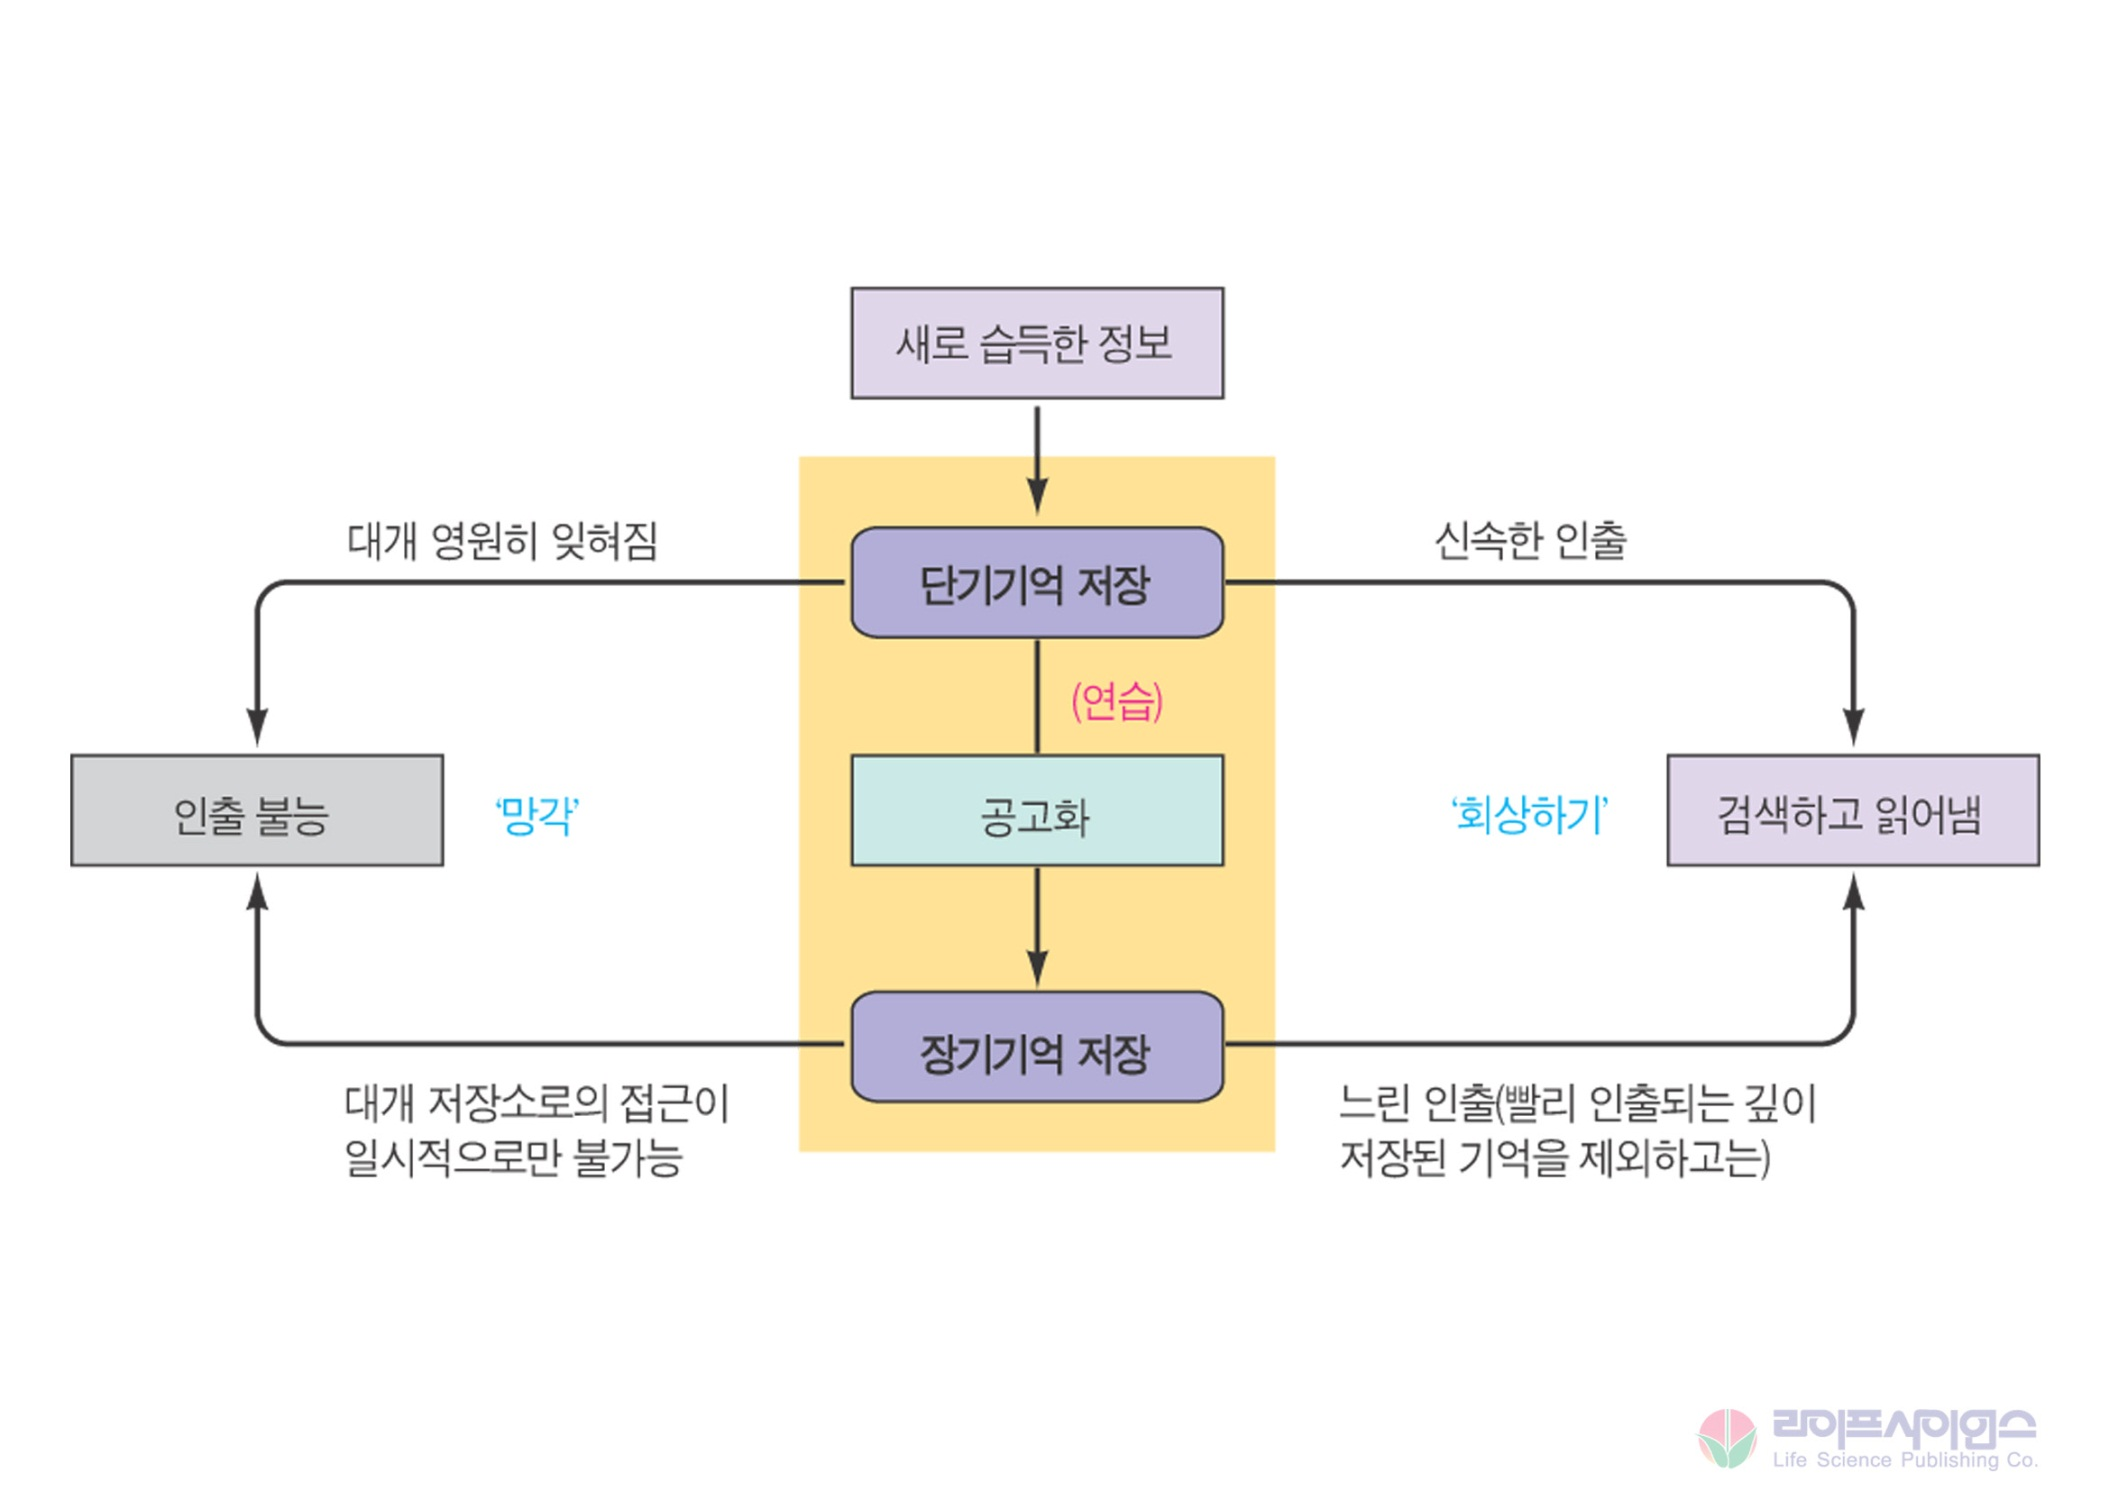 새로 습득한 정보
대개 영원히 잊혀짐
신속한 인출
단기기억 저장
(연습)
인출 불능
‘망각’
공고화
‘회상하기’
검색하고 읽어냄
장기기억 저장
대개 저장소로의 접근이
일시적으로만 불가능
느린 인출(빨리 인출되는 깊이
저장된 기억을 제외하고는)
라이프사이언스
Life Science Publishing Co.